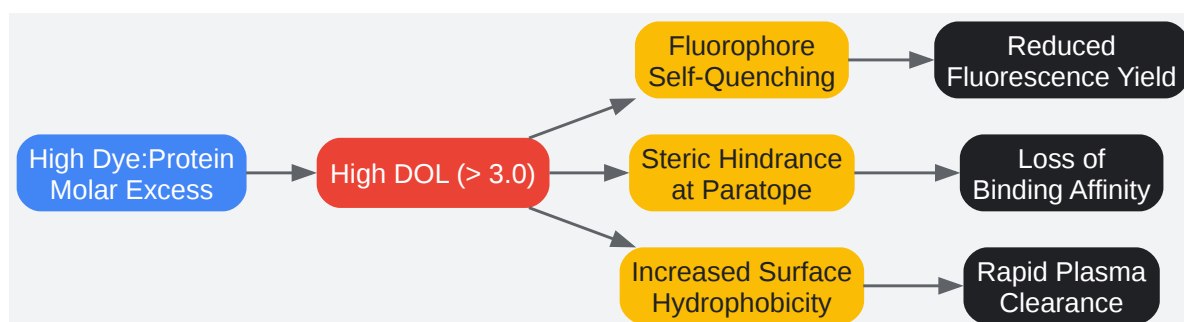 High Dye:Protein
Molar Excess
High DOL (> 3.0)
Fluorophore
Self-Quenching
Reduced
Fluorescence Yield
Steric Hindrance
at Paratope
Loss of
Binding Affinity
Increased Surface
Hydrophobicity
Rapid Plasma
Clearance